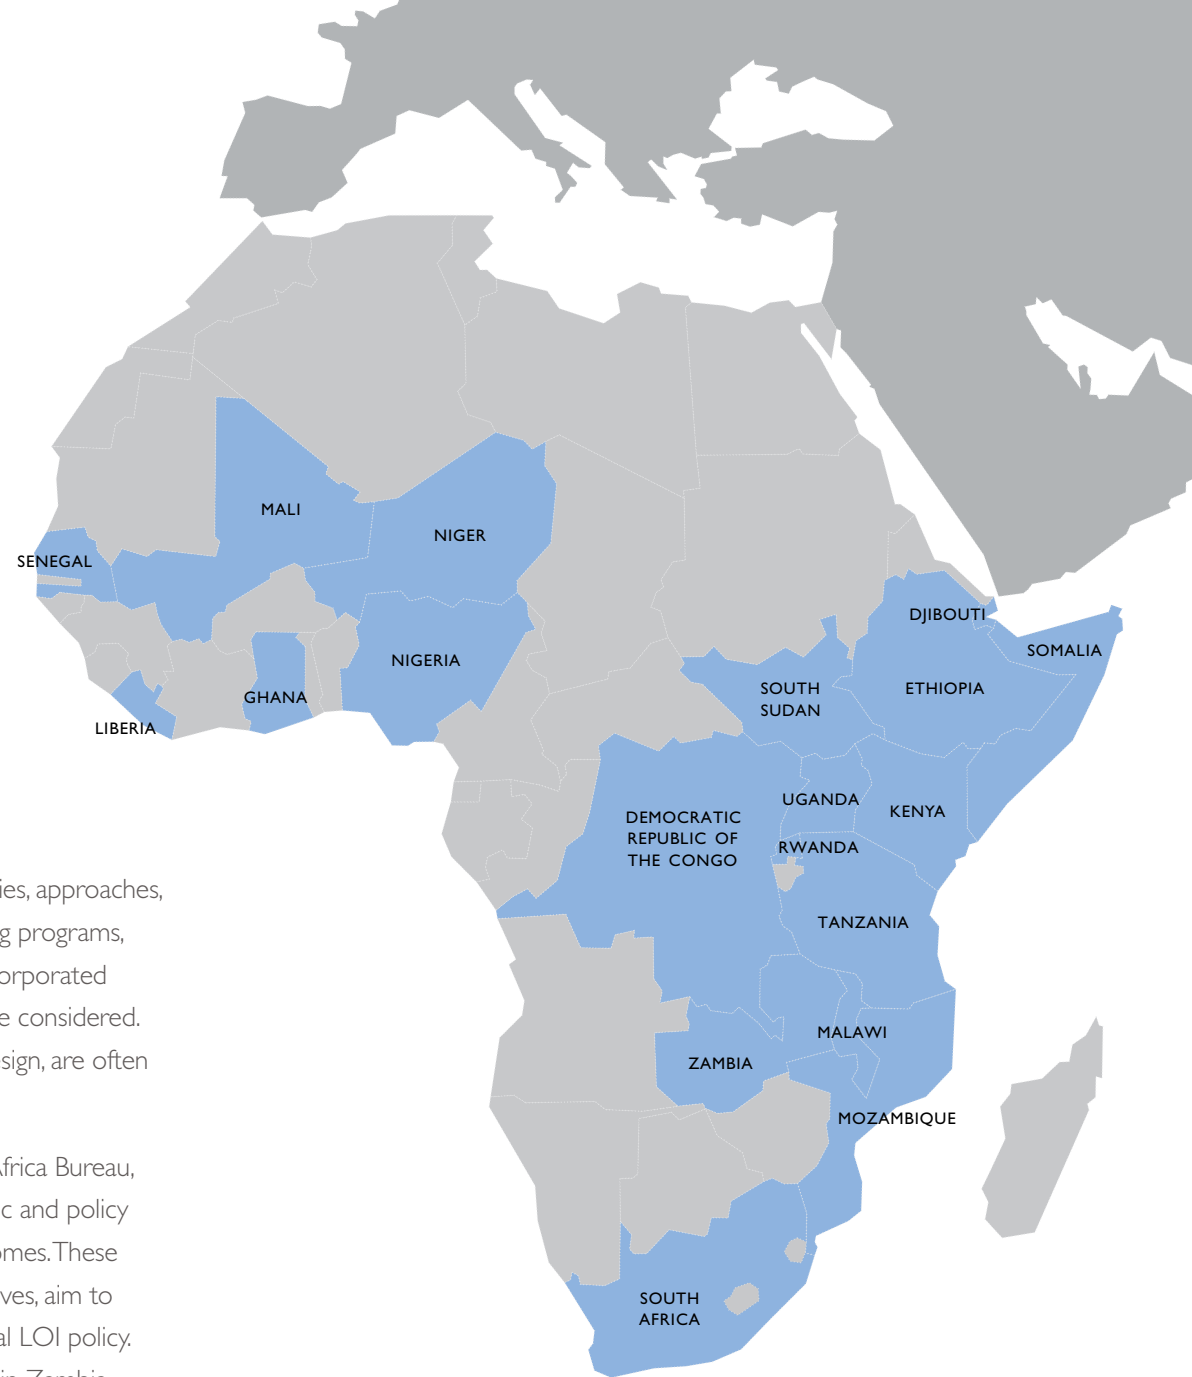 MALI
NIGER
SENEGAL
DJIBOUTI
SOMALIA
NIGERIA
SOUTH
SUDAN
ETHIOPIA
GHANA
LIBERIA
UGANDA
KENYA
DEMOCRATIC
REPUBLIC OF
THE CONGO
RWANDA
TANZANIA
MALAWI
ZAMBIA
MOZAMBIQUE
SOUTH
AFRICA
ies, approaches,
g programs,
orporated
e considered.
esign, are often
frica Bureau,
c and policy
omes. These
ves, aim to
al LOI policy.